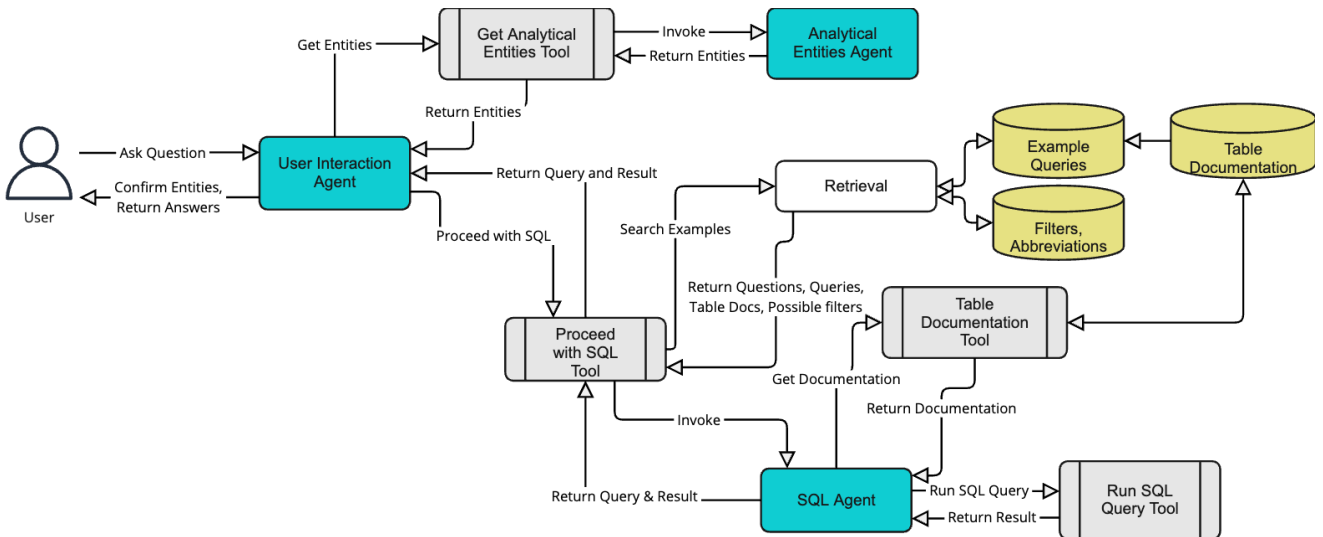 Get Entities
Get Analytical
Entities Tool
Invoke
Return Entities
Analytical
Entities Agent
Return Entities
Ask Question
Confirm Entities,
Return Answers
User
User Interaction
Agent
Return Query and Result
Proceed with SQL
Search Examples
Retrieval
Example
Queries
Table
Documentation
Filters,
Abbreviations
Return Questions, Queries,
Table Docs, Possible filters
Proceed
with SQL
Tool
Table
Documentation
Tool
Get Documentation
Return Documentation
Invoke
Return Query & Result
SQL Agent
Run SQL Query
Return Result
Run SQL
Query Tool